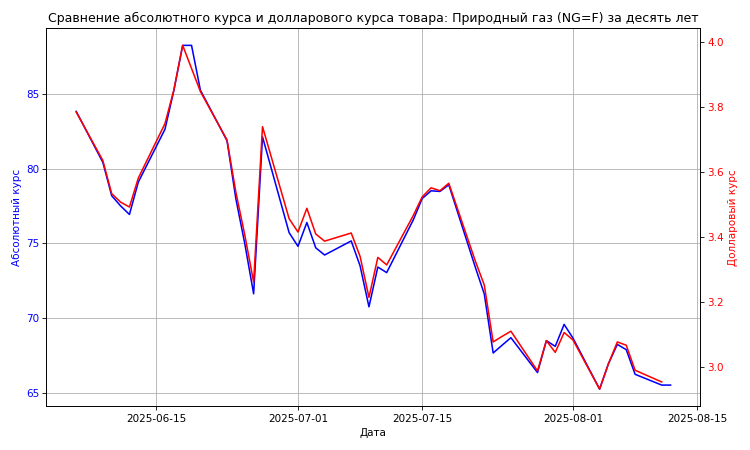 Сравнение абсолютного курса и долларового курса товара: Природный газ (NG=F) за десять лет
4.0
85
3.8
80
3.6
Абсолютный курс
Долларовый курс
75
3.4
70
3.2
3.0
65
2025-06-15 2025-07-01 2025-07-15 2025-08-01 2025-08-15
Дата